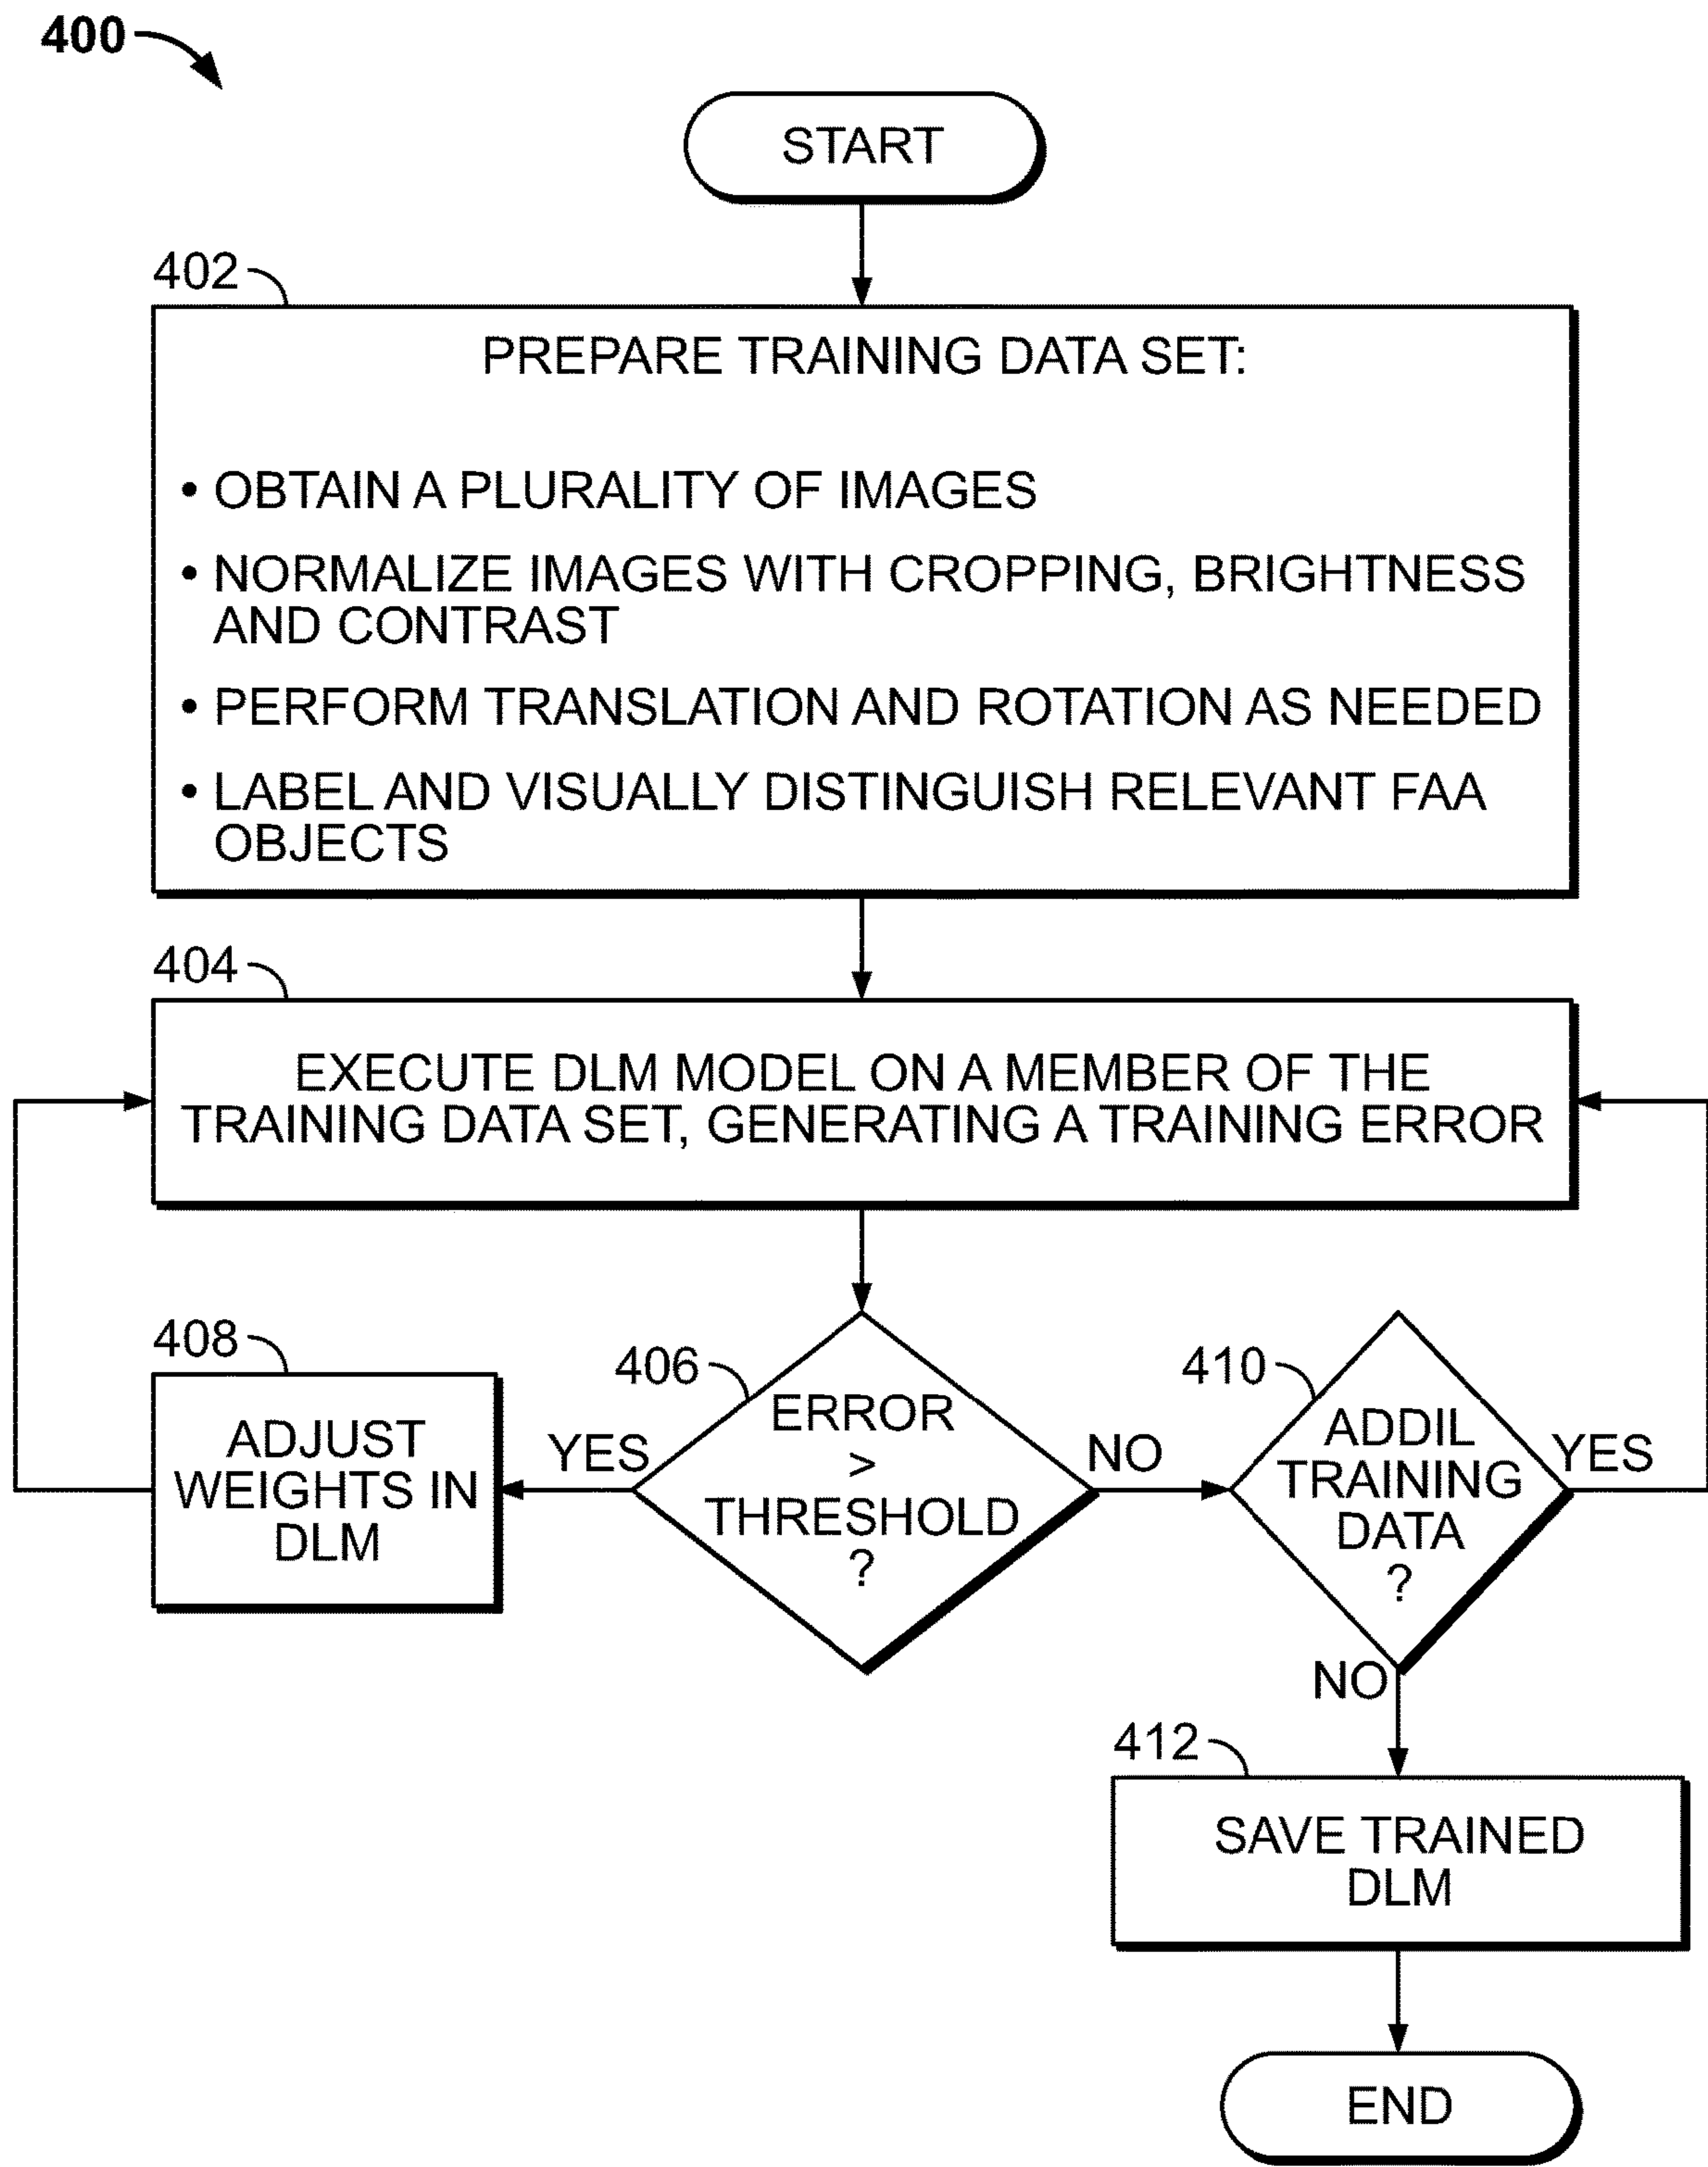 400
START
402
PREPARE TRAINING DATA SET:
• OBTAIN A PLURALITY OF IMAGES
• NORMALIZE IMAGES WITH CROPPING, BRIGHTNESS
AND CONTRAST
• PERFORM TRANSLATION AND ROTATION AS NEEDED
• LABEL AND VISUALLY DISTINGUISH RELEVANT FAA
OBJECTS
404
EXECUTE DLM MODEL ON A MEMBER OF THE
TRAINING DATA SET, GENERATING A TRAINING ERROR
408
ADJUST
WEIGHTS IN
DLM
YES
406
ERROR
>
THRESHOLD
?
NO
410
ADDIL
TRAINING
DATA
?
YES
NO
412
SAVE TRAINED
DLM
END